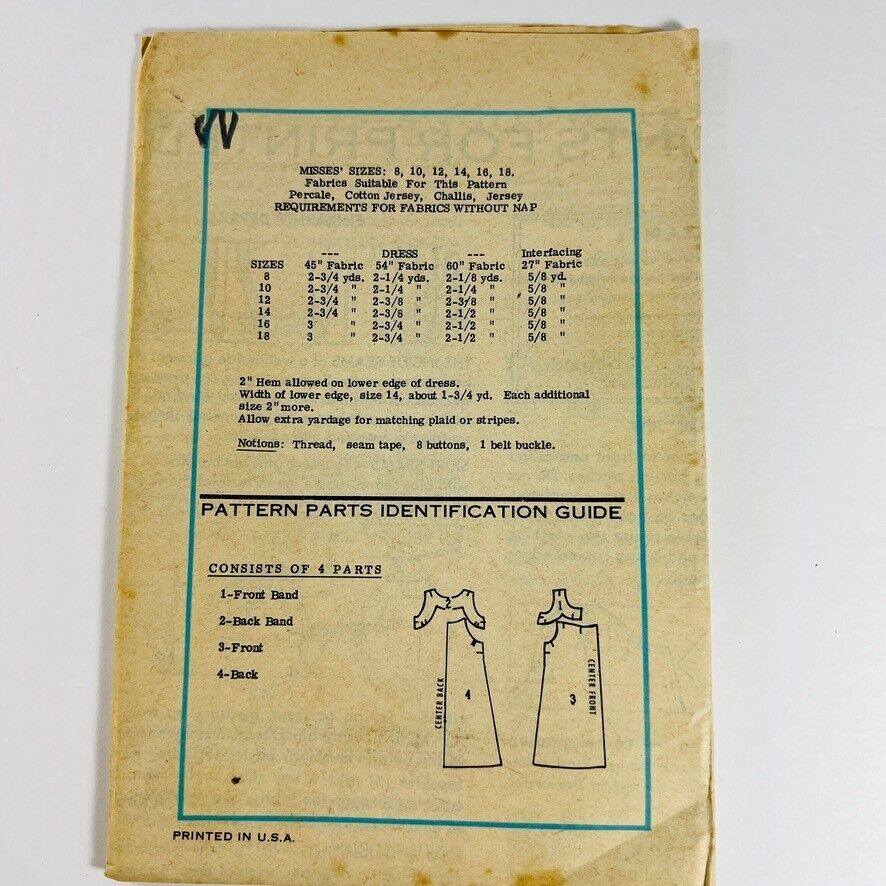 VV
MISSES' SIZES: 8, 10, 12, 14, 16, 18.
Fabrics Suitable For This Pattern
Percale, Cotton Jersey, Challis, Jersey
REQUIREMENTS FOR FABRICS WITHOUT NAP
--- DRESS --- Interfacing
SIZES 45" Fabric 54" Fabric 60" Fabric 27" Fabric
8 2-3/4 yds. 2-1/4 yds. 2-1/8 yds. 5/8 yd.
10 2-3/4 " 2-1/4 " 2-1/4 " 5/8 "
12 2-3/4 " 2-3/8 " 2-3/8 " 5/8 "
14 2-3/4 " 2-3/8 " 2-1/2 " 5/8 "
16 3 " 2-3/4 " 2-1/2 " 5/8 "
18 3 " 2-3/4 " 2-1/2 " 5/8 "
2" Hem allowed on lower edge of dress.
Width of lower edge, size 14, about 1-3/4 yd. Each additional
size 2" more.
Allow extra yardage for matching plaid or stripes.
Notions: Thread, seam tape, 8 buttons, 1 belt buckle.
PATTERN PARTS IDENTIFICATION GUIDE
CONSISTS OF 4 PARTS
1-Front Band
2-Back Band
3-Front
4-Back
2
1
CENTER BACK
4
3
CENTER FRONT
PRINTED IN U.S.A.